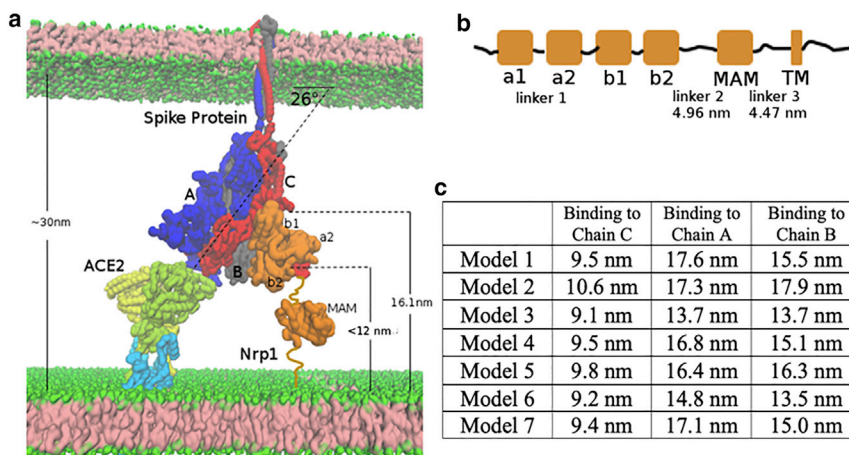 a
26°
Spike Protein
A
C
~30nm
b1
a2
B
ACE2
b2
16.1nm
MAM
<12 nm
Nrp1
b
a1 a2 b1 b2 MAM TM
linker 1 linker 2 linker 3
4.96 nm 4.47 nm
c
Binding to Chain C Binding to Chain A Binding to Chain B
Model 1 9.5 nm 17.6 nm 15.5 nm
Model 2 10.6 nm 17.3 nm 17.9 nm
Model 3 9.1 nm 13.7 nm 13.7 nm
Model 4 9.5 nm 16.8 nm 15.1 nm
Model 5 9.8 nm 16.4 nm 16.3 nm
Model 6 9.2 nm 14.8 nm 13.5 nm
Model 7 9.4 nm 17.1 nm 15.0 nm